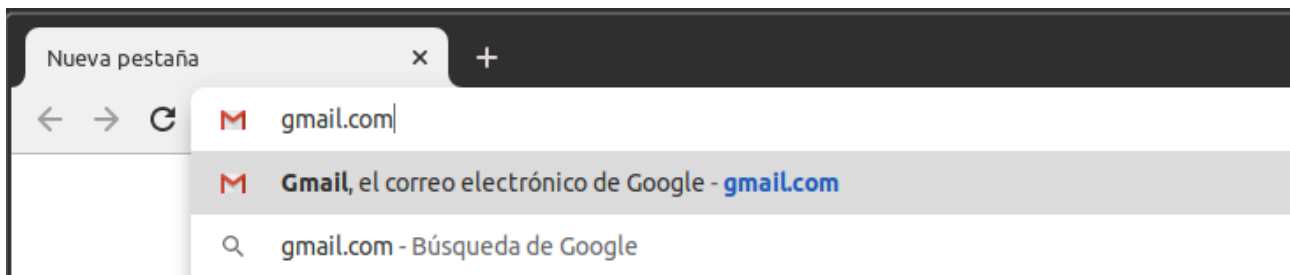 Nueva pestaña
gmail.com
Gmail, el correo electrónico de Google - gmail.com
gmail.com - Búsqueda de Google